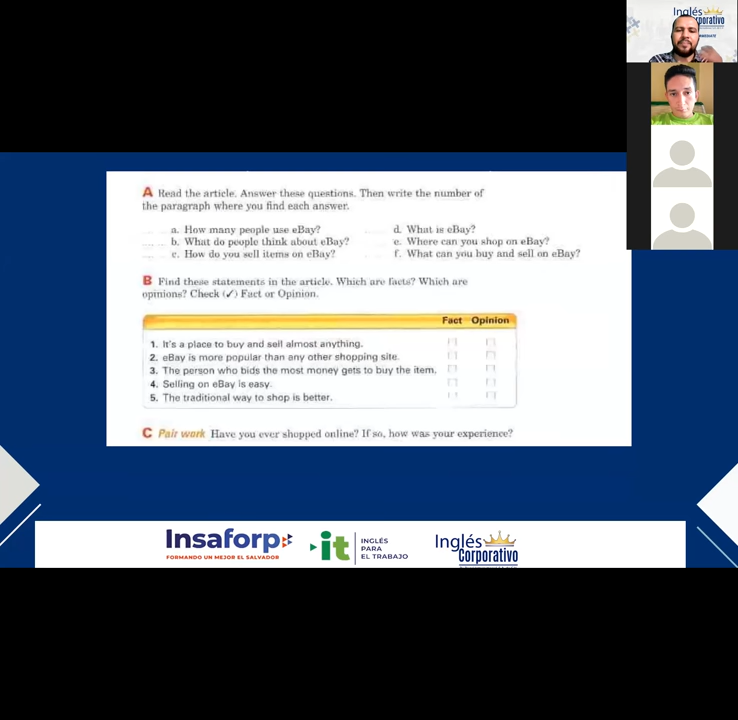 Inglés
Corporativo
A Read the article. Answer these questions. Then write the number of
the paragraph where you find each answer.
a. How many people use eBay?
b. What do people think about eBay?
c. How do you sell items on eBay?
d. What is eBay?
e. Where can you shop on eBay?
f. What can you buy and sell on eBay?
B Find these statements in the article. Which are facts? Which are
opinions? Check (✓) Fact or Opinion.
Fact Opinion
1. It's a place to buy and sell almost anything.
2. eBay is more popular than any other shopping site.
3. The person who bids the most money gets to buy the item.
4. Selling on eBay is easy.
5. The traditional way to shop is better.
C Pair work Have you ever shopped online? If so, how was your experience?
Insaforp
FORMANDO UN MEJOR EL SALVADOR
it
INGLÉS
PARA
EL TRABAJO
Inglés
Corporativo